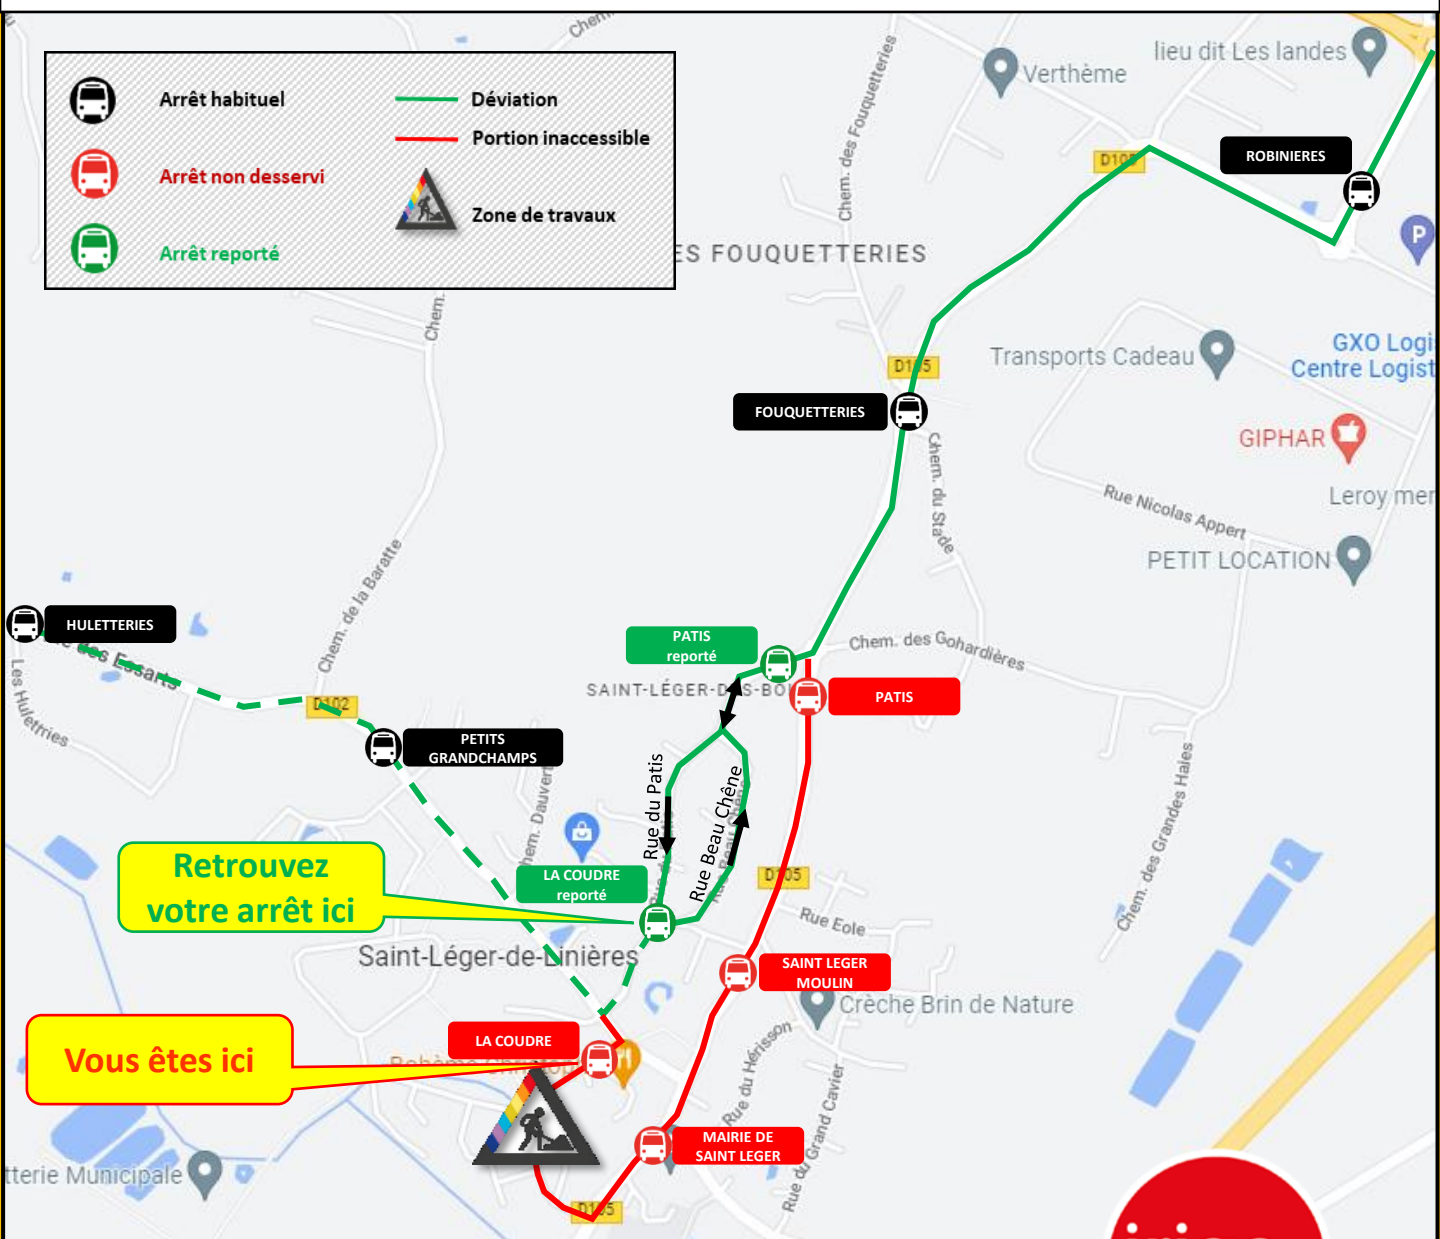 Arrêt habituel
Déviation
Portion inaccessible
Arrêt non desservi
Zone de travaux
Arrêt reporté
Chem. des Fouquetteries
Verthème
lieu dit Les landes
ROBINIERES
P
ES FOUQUETTERIES
Chem.
Transports Cadeau
GXO Logi
Centre Logist
D105
FOUQUETTERIES
GIPHAR
Chem. du Stade
Rue Nicolas Appert
Leroy mer
PETIT LOCATION
Chem. de la Baratte
HULETTERIES
des Essarts
Les Huletteries
D102
PATIS
reporté
Chem. des Gohardières
SAINT-LÉGER-D
PATIS
PETITS
GRANDCHAMPS
Rue du Patis
Rue Beau Chêne
Chem. des Grandes Haies
hem. Dauvert
Retrouvez
votre arrêt ici
LA COUDRE
reporté
D105
Rue Eole
Saint-Léger-de-Linières
SAINT LEGER
MOULIN
Crèche Brin de Nature
LA COUDRE
Vous êtes ici
Rue du Hérisson
Rue du Grand Cavier
MAIRIE DE
SAINT LEGER
tterie Municipale
D105